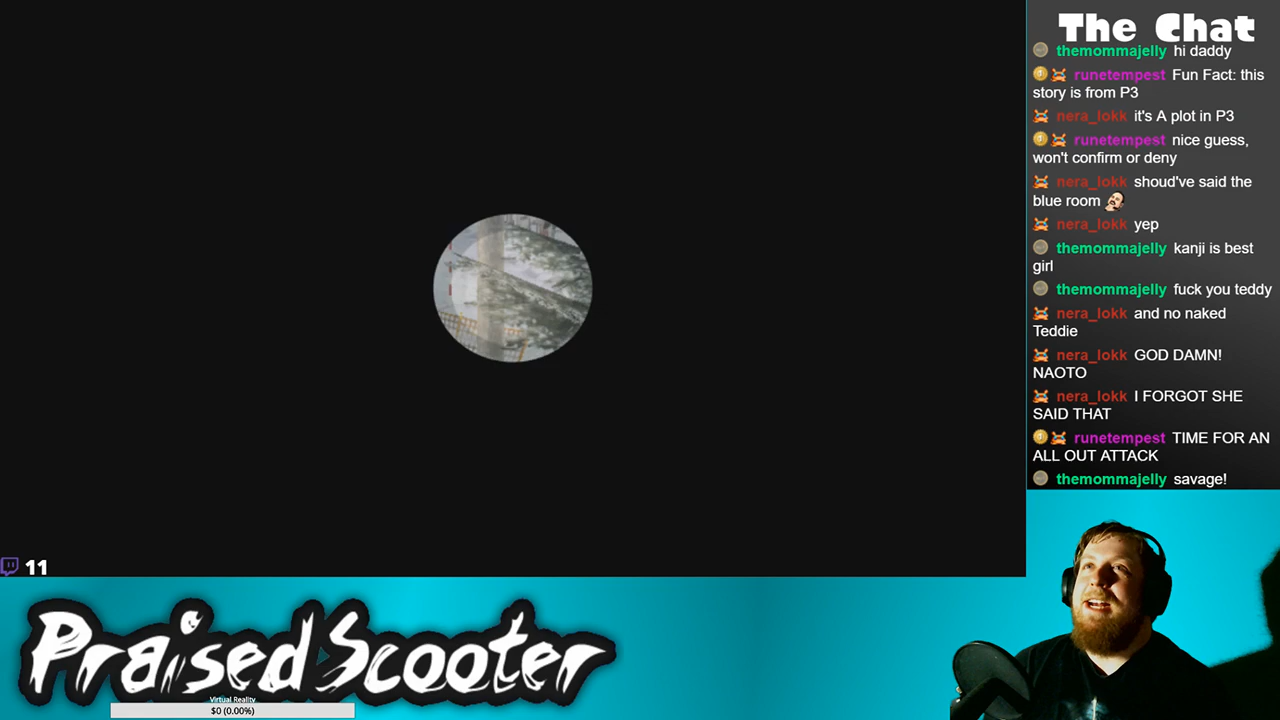 The Chat
themommajelly hi daddy
runetempest Fun Fact: this
story is from P3
nera_lokk it's A plot in P3
runetempest nice guess,
won't confirm or deny
nera_lokk shoud've said the
blue room
nera_lokk yep
themommajelly kanji is best
girl
themommajelly fuck you teddy
nera_lokk and no naked
Teddie
nera_lokk GOD DAMN!
NAOTO
nera_lokk I FORGOT SHE
SAID THAT
runetempest TIME FOR AN
ALL OUT ATTACK
themommajelly savage!
11
PraisedScooter
Virtual Reality
$0 (0.00%)